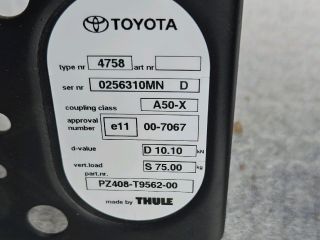 TOYOTA
type nr 4758 art nr
ser nr 0256310MN D
coupling class A50-X
approval number e11 00-7067
d-value D 10.10 kN
vert.load S 75.00 kg
part.nr. PZ408-T9562-00
made by THULE